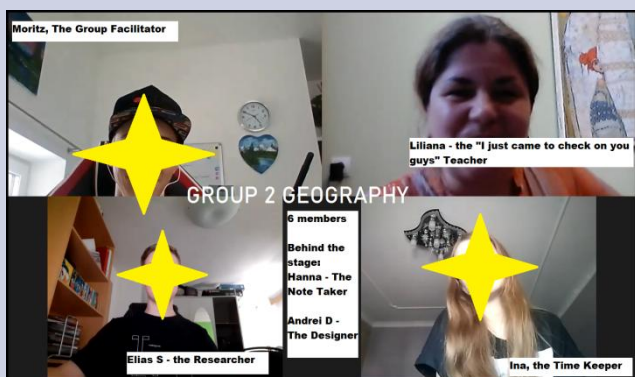 Moritz, The Group Facilitator
Liliana - the "I just came to check on you
guys" Teacher
GROUP 2 GEOGRAPHY
6 members
Behind the
stage:
Hanna - The
Note Taker
Andrei D -
The Designer
Elias S - the Researcher
Ina, the Time Keeper